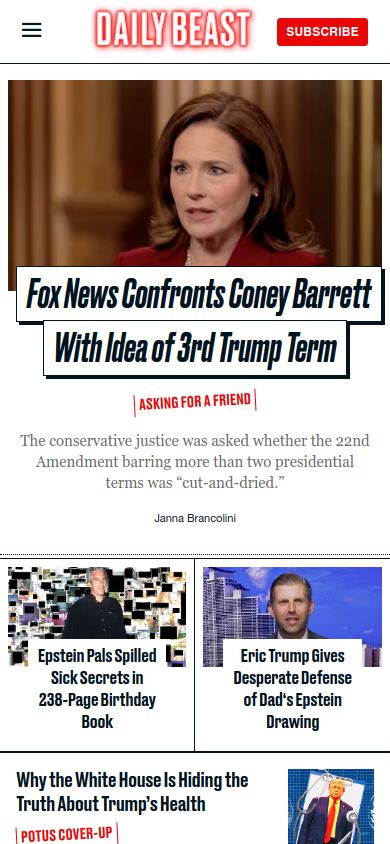 DAILY BEAST
SUBSCRIBE
Fox News Confronts Coney Barrett
With Idea of 3rd Trump Term
ASKING FOR A FRIEND
The conservative justice was asked whether the 22nd
Amendment barring more than two presidential
terms was “cut-and-dried.”
Janna Brancolini
Epstein Pals Spilled
Sick Secrets in
238-Page Birthday
Book
Eric Trump Gives
Desperate Defense
of Dad‘s Epstein
Drawing
Why the White House Is Hiding the
Truth About Trump’s Health
POTUS COVER-UP